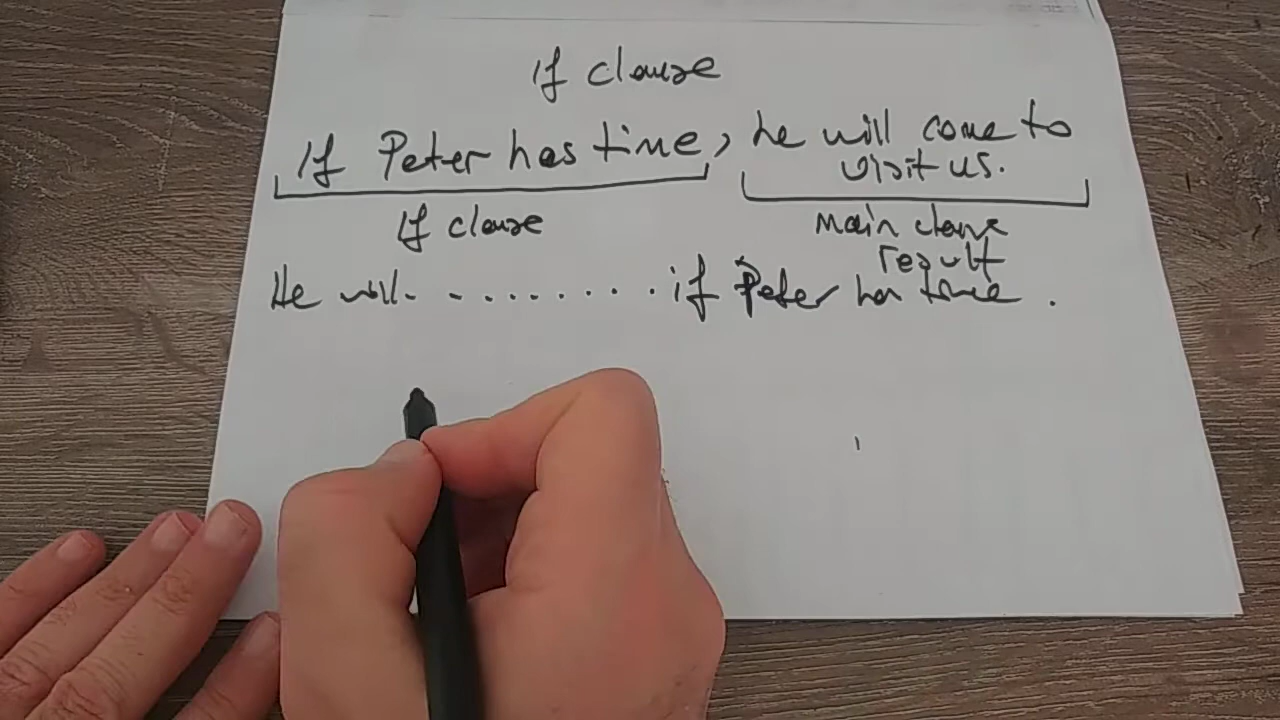 If clause
If Peter has time, he will come to
visit us.
If clause
Main clause
result
He will. . . . . . . . . if Peter has time .